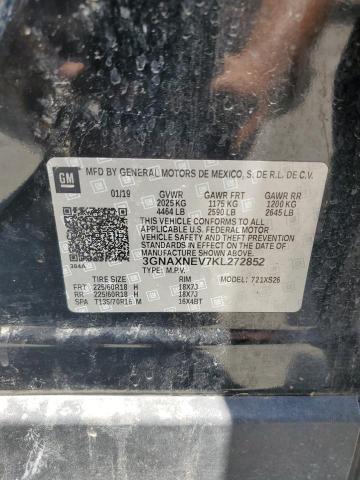 GM MFD BY GENERAL MOTORS DE MEXICO, S. DE R.L. DE C.V.
01/19 GVWR GAWR FRT GAWR RR
2025 KG 1175 KG 1200 KG
4464 LB 2590 LB 2645 LB
THIS VEHICLE CONFORMS TO ALL APPLICABLE
U.S. FEDERAL MOTOR VEHICLE SAFETY, BUMPER,
AND THEFT PREVENTION STANDARDS IN EFFECT
ON THE DATE OF MANUFACTURE SHOWN ABOVE.
3GNAXNEV7KL272852
TYPE: M.P.V. MODEL: 721XS26
TIRE SIZE RIM
FRT 225/60R18 H 18X7J
RR 225/60R18 H 18X7J
SPA T135/70R16 M 16X4BT